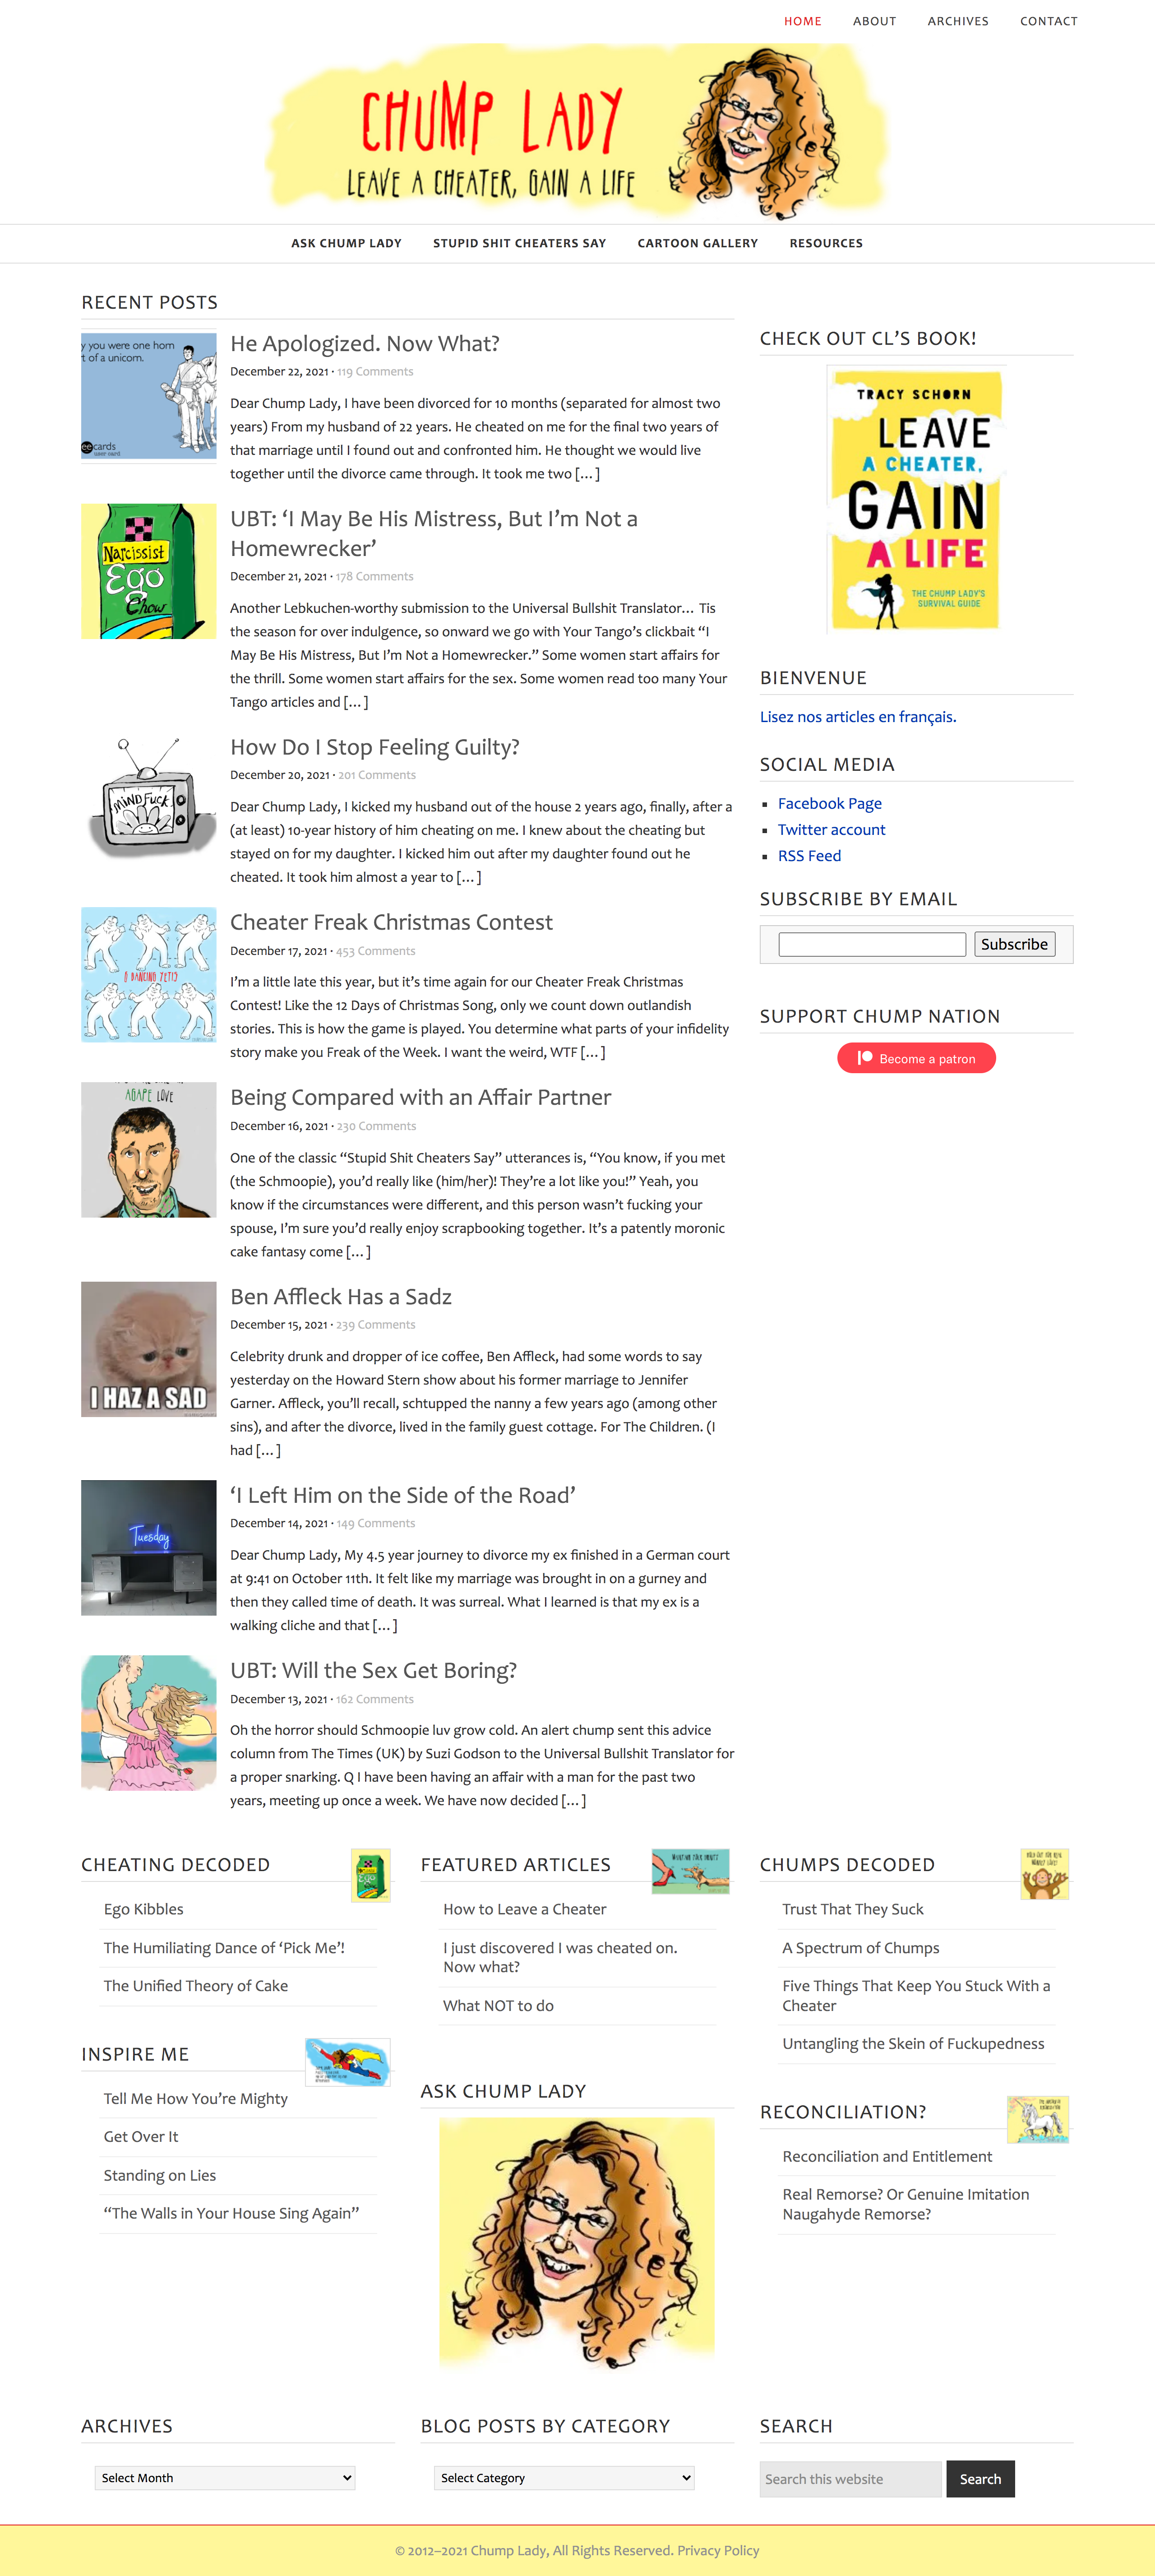 HOME ABOUT ARCHIVES CONTACT
CHUMP LADY
LEAVE A CHEATER, GAIN A LIFE
ASK CHUMP LADY STUPID SHIT CHEATERS SAY CARTOON GALLERY RESOURCES
RECENT POSTS
y you were one horn
t of a unicorn.
ee cards
user card
He Apologized. Now What?
December 22, 2021 · 119 Comments
Dear Chump Lady, I have been divorced for 10 months (separated for almost two
years) From my husband of 22 years. He cheated on me for the final two years of
that marriage until I found out and confronted him. He thought we would live
together until the divorce came through. It took me two […]
Narcissist
Ego
Chow
UBT: ‘I May Be His Mistress, But I’m Not a
Homewrecker’
December 21, 2021 · 178 Comments
Another Lebkuchen-worthy submission to the Universal Bullshit Translator… Tis
the season for over indulgence, so onward we go with Your Tango’s clickbait “I
May Be His Mistress, But I’m Not a Homewrecker.” Some women start affairs for
the thrill. Some women start affairs for the sex. Some women read too many Your
Tango articles and […]
MINDFUCK
How Do I Stop Feeling Guilty?
December 20, 2021 · 201 Comments
Dear Chump Lady, I kicked my husband out of the house 2 years ago, finally, after a
(at least) 10-year history of him cheating on me. I knew about the cheating but
stayed on for my daughter. I kicked him out after my daughter found out he
cheated. It took him almost a year to […]
8 DANCING YETIS
Cheater Freak Christmas Contest
December 17, 2021 · 453 Comments
I’m a little late this year, but it’s time again for our Cheater Freak Christmas
Contest! Like the 12 Days of Christmas Song, only we count down outlandish
stories. This is how the game is played. You determine what parts of your infidelity
story make you Freak of the Week. I want the weird, WTF […]
AGAPE LOVE
Being Compared with an Affair Partner
December 16, 2021 · 230 Comments
One of the classic “Stupid Shit Cheaters Say” utterances is, “You know, if you met
(the Schmoopie), you’d really like (him/her)! They’re a lot like you!” Yeah, you
know if the circumstances were different, and this person wasn’t fucking your
spouse, I’m sure you’d really enjoy scrapbooking together. It’s a patently moronic
cake fantasy come […]
I HAZ A SAD
Ben Affleck Has a Sadz
December 15, 2021 · 239 Comments
Celebrity drunk and dropper of ice coffee, Ben Affleck, had some words to say
yesterday on the Howard Stern show about his former marriage to Jennifer
Garner. Affleck, you’ll recall, schtupped the nanny a few years ago (among other
sins), and after the divorce, lived in the family guest cottage. For The Children. (I
had […]
Tuesday
‘I Left Him on the Side of the Road’
December 14, 2021 · 149 Comments
Dear Chump Lady, My 4.5 year journey to divorce my ex finished in a German court
at 9:41 on October 11th. It felt like my marriage was brought in on a gurney and
then they called time of death. It was surreal. What I learned is that my ex is a
walking cliche and that […]
UBT: Will the Sex Get Boring?
December 13, 2021 · 162 Comments
Oh the horror should Schmoopie luv grow cold. An alert chump sent this advice
column from The Times (UK) by Suzi Godson to the Universal Bullshit Translator for
a proper snarking. Q I have been having an affair with a man for the past two
years, meeting up once a week. We have now decided […]
CHECK OUT CL’S BOOK!
TRACY SCHORN
LEAVE
A CHEATER,
GAIN
A LIFE
THE CHUMP LADY'S
SURVIVAL GUIDE
BIENVENUE
Lisez nos articles en français.
SOCIAL MEDIA
Facebook Page
Twitter account
RSS Feed
SUBSCRIBE BY EMAIL
Subscribe
SUPPORT CHUMP NATION
Become a patron
CHEATING DECODED
Ego
Ego Kibbles
The Humiliating Dance of ‘Pick Me’!
The Unified Theory of Cake
INSPIRE ME
Tell Me How You’re Mighty
Get Over It
Standing on Lies
“The Walls in Your House Sing Again”
FEATURED ARTICLES
How to Leave a Cheater
I just discovered I was cheated on.
Now what?
What NOT to do
ASK CHUMP LADY
CHUMPS DECODED
Trust That They Suck
A Spectrum of Chumps
Five Things That Keep You Stuck With a
Cheater
Untangling the Skein of Fuckupedness
RECONCILIATION?
Reconciliation and Entitlement
Real Remorse? Or Genuine Imitation
Naugahyde Remorse?
ARCHIVES
Select Month
BLOG POSTS BY CATEGORY
Select Category
SEARCH
Search this website Search
© 2012–2021 Chump Lady, All Rights Reserved. Privacy Policy